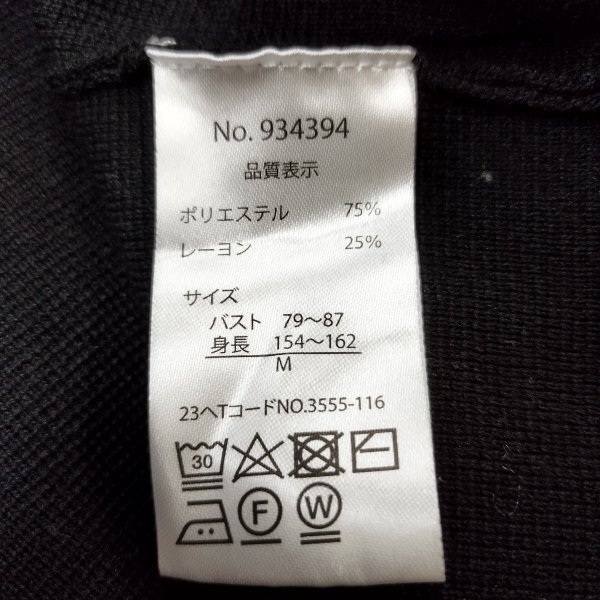 No. 934394
品質表示
ポリエステル 75%
レーヨン 25%
サイズ
バスト 79～87
身長 154～162
M
23へTコードNO.3555-116
30
F W